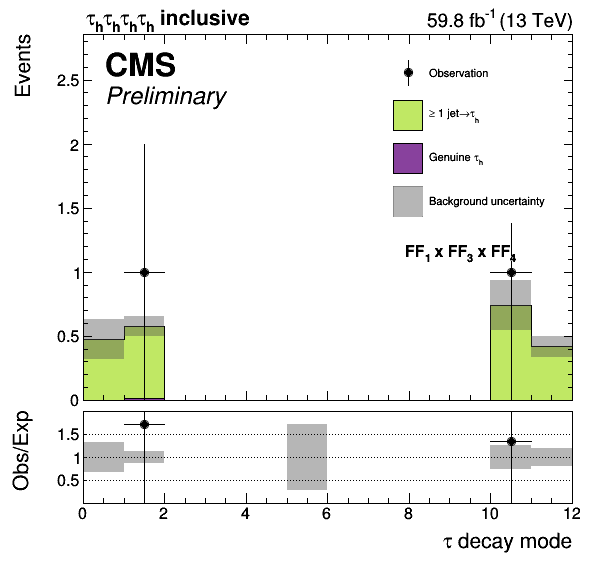 τhτhτhτh inclusive
59.8 fb-1 (13 TeV)
Events
CMS
Preliminary
Observation
≥ 1 jet→τh
Genuine τh
Background uncertainty
FF1 x FF3 x FF4
2.5
2
1.5
1
0.5
0
Obs/Exp
1.5
1
0.5
0 2 4 6 8 10 12
τ decay mode